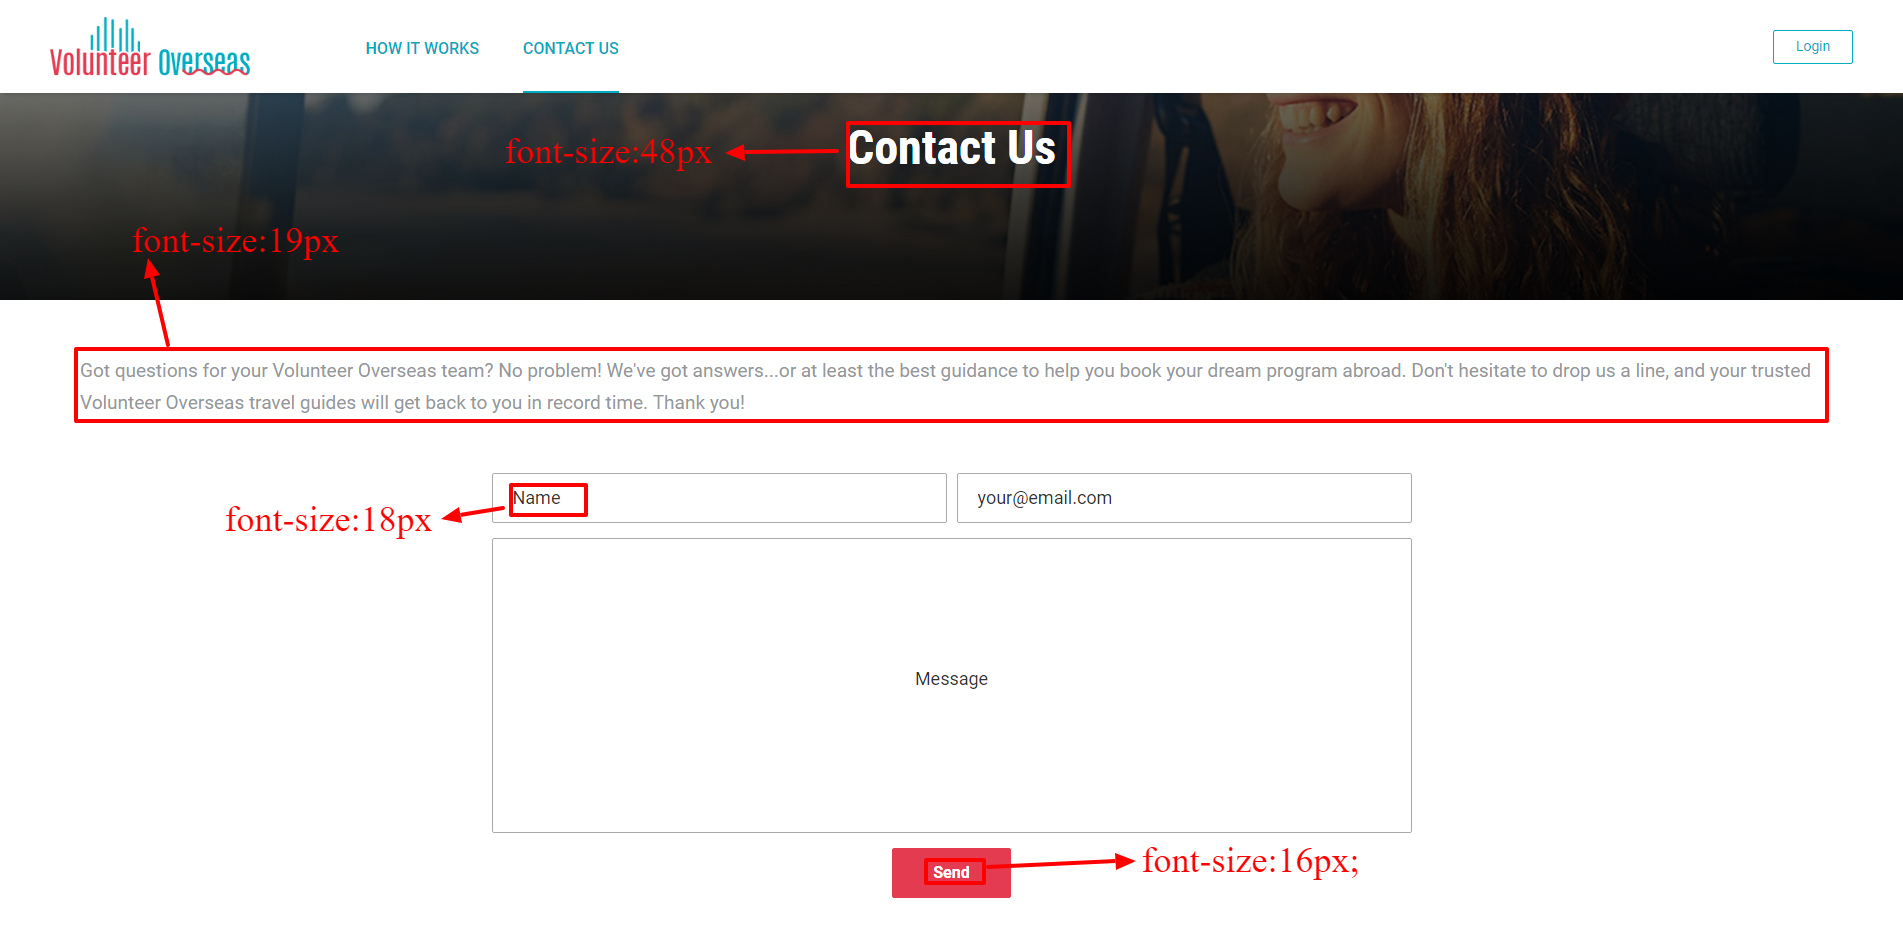 Volunteer Overseas
HOW IT WORKS
CONTACT US
Login
font-size:48px
Contact Us
font-size:19px
Got questions for your Volunteer Overseas team? No problem! We've got answers...or at least the best guidance to help you book your dream program abroad. Don't hesitate to drop us a line, and your trusted
Volunteer Overseas travel guides will get back to you in record time. Thank you!
Name
your@email.com
font-size:18px
Message
Send
font-size:16px;